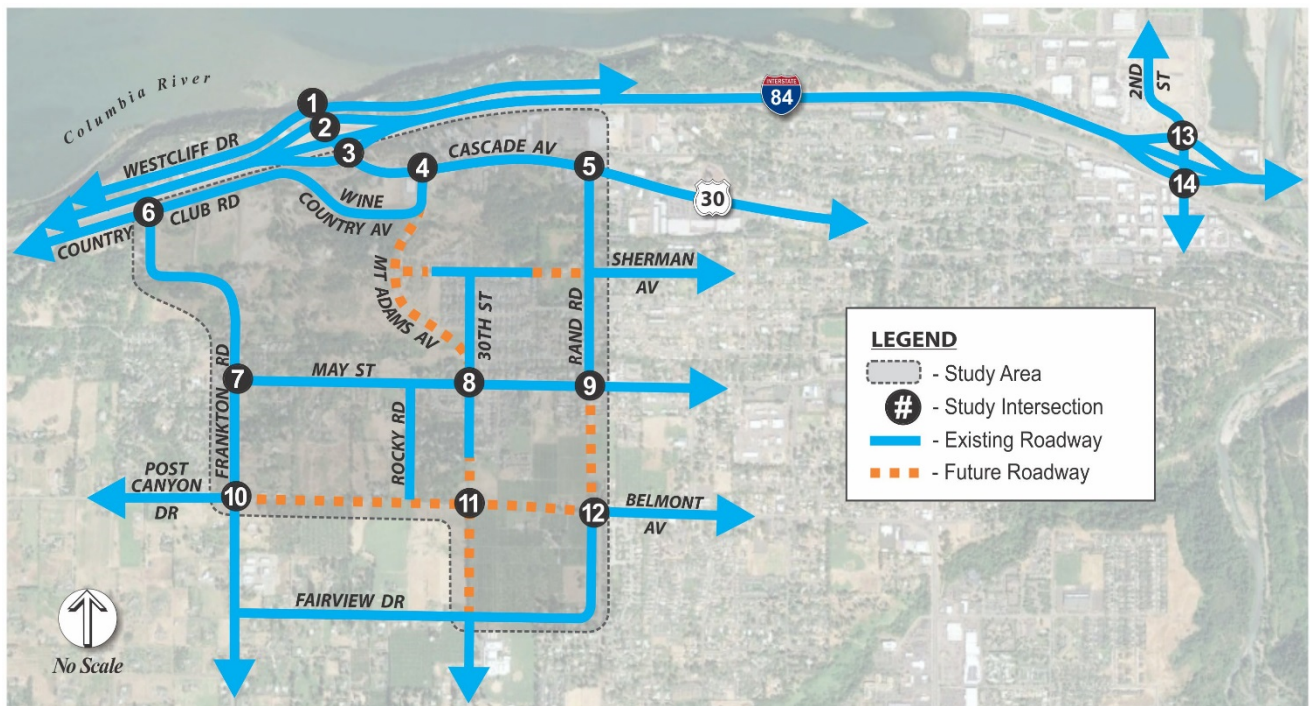 Columbia River
WESTCLIFF DR
1
2
3
4
5
6
7
8
9
10
11
12
13
14
INTERSTATE
84
2ND
ST
CASCADE AV
30
WINE
COUNTRY AV
COUNTRY CLUB RD
MT ADAMS AV
SHERMAN
AV
30TH ST
RAND RD
FRANKTON RD
MAY ST
ROCKY RD
POST
CANYON
DR
BELMONT
AV
FAIRVIEW DR
No Scale
LEGEND
- Study Area
# - Study Intersection
- Existing Roadway
- Future Roadway